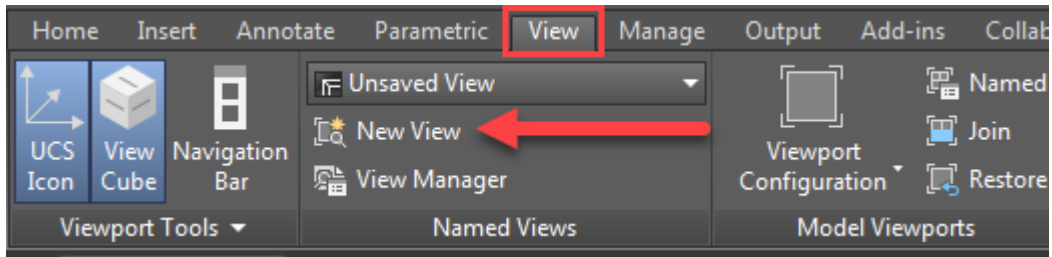 Home Insert Annotate Parametric View Manage Output Add-ins Collab
UCS
Icon
View
Cube
Navigation
Bar
Viewport Tools
Unsaved View
New View
View Manager
Named Views
Viewport
Configuration
Named
Join
Restore
Model Viewports